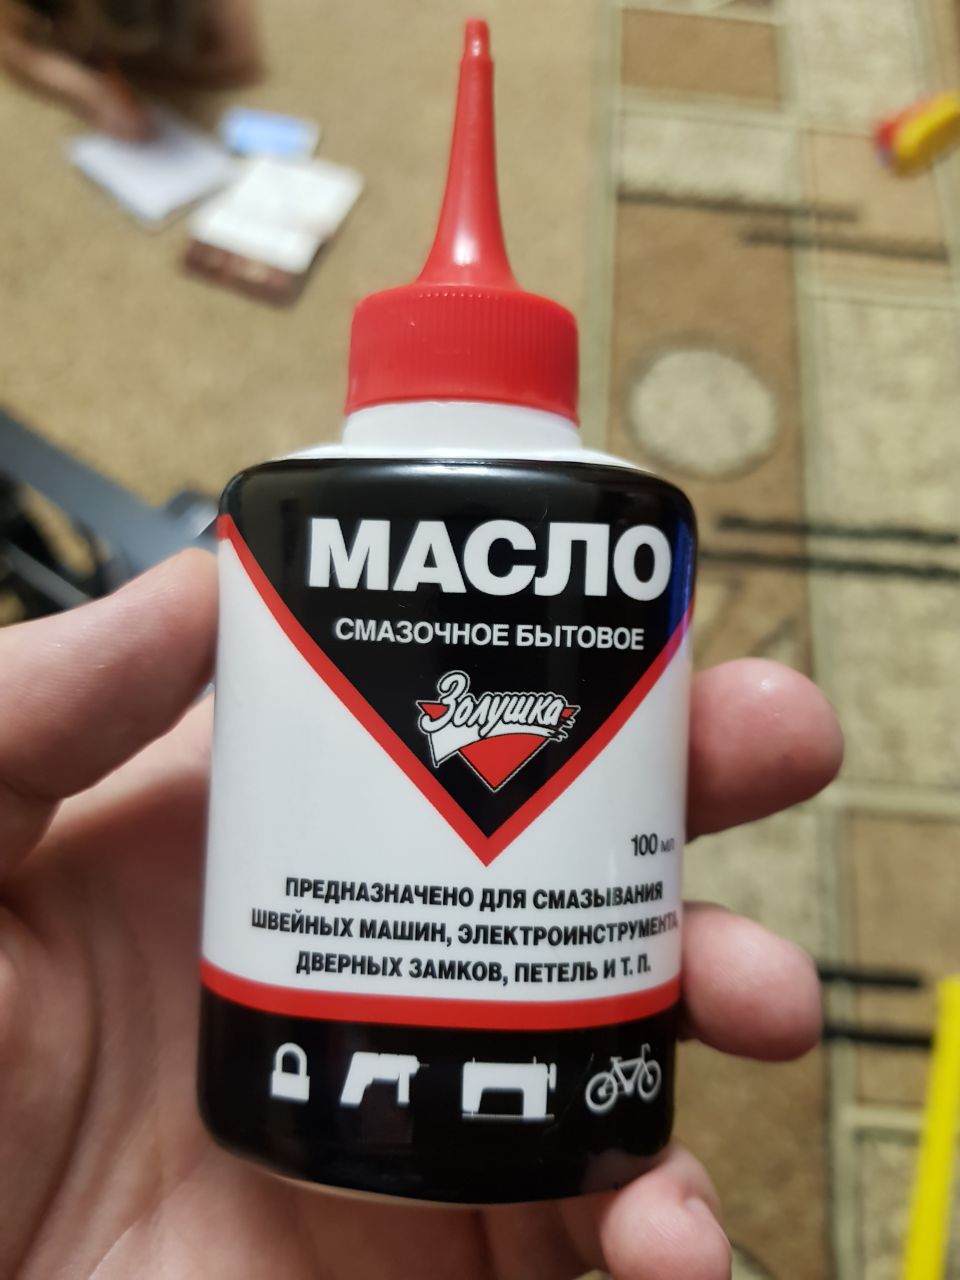 МАСЛО
СМАЗОЧНОЕ БЫТОВОЕ
Золушка
100 мл
ПРЕДНАЗНАЧЕНО ДЛЯ СМАЗЫВАНИЯ
ШВЕЙНЫХ МАШИН, ЭЛЕКТРОИНСТРУМЕНТА,
ДВЕРНЫХ ЗАМКОВ, ПЕТЕЛЬ И Т. П.